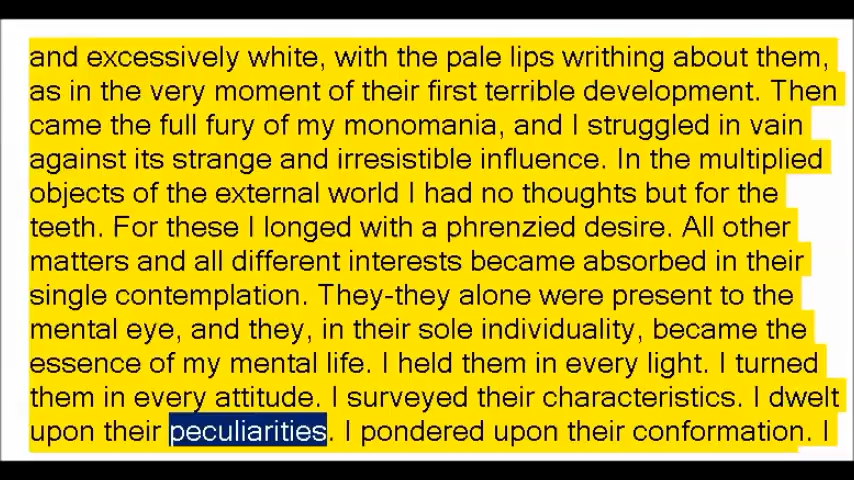 and excessively white, with the pale lips writhing about them,
as in the very moment of their first terrible development. Then
came the full fury of my monomania, and I struggled in vain
against its strange and irresistible influence. In the multiplied
objects of the external world I had no thoughts but for the
teeth. For these I longed with a phrenzied desire. All other
matters and all different interests became absorbed in their
single contemplation. They-they alone were present to the
mental eye, and they, in their sole individuality, became the
essence of my mental life. I held them in every light. I turned
them in every attitude. I surveyed their characteristics. I dwelt
upon their peculiarities. I pondered upon their conformation. I